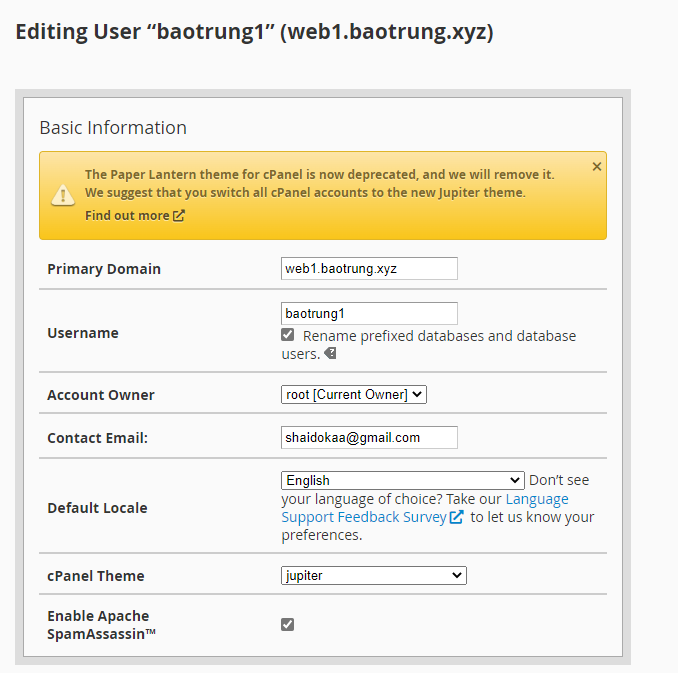 Editing User “baotrung1” (web1.baotrung.xyz)
Basic Information
The Paper Lantern theme for cPanel is now deprecated, and we will remove it.
We suggest that you switch all cPanel accounts to the new Jupiter theme.
Find out more
Primary Domain
web1.baotrung.xyz
Username
baotrung1
Rename prefixed databases and database
users.
Account Owner
root [Current Owner]
Contact Email:
shaidokaa@gmail.com
Default Locale
English Don’t see
your language of choice? Take our Language
Support Feedback Survey to let us know your
preferences.
cPanel Theme
jupiter
Enable Apache
SpamAssassin™